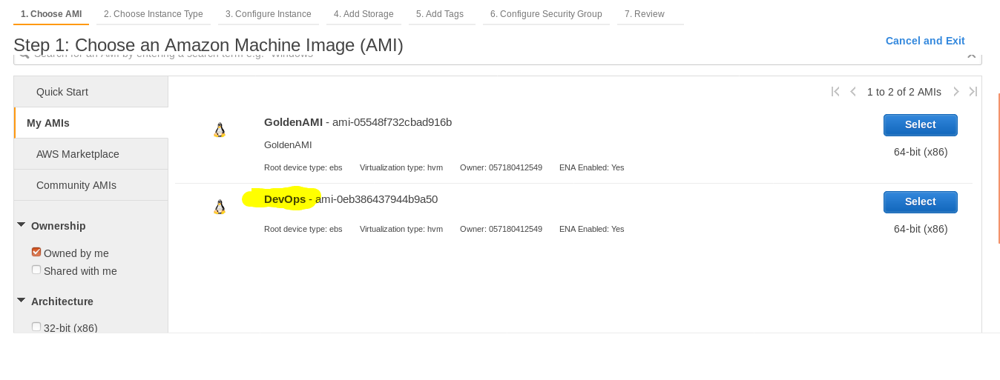 1. Choose AMI 2. Choose Instance Type 3. Configure Instance 4. Add Storage 5. Add Tags 6. Configure Security Group 7. Review
Step 1: Choose an Amazon Machine Image (AMI)
Cancel and Exit
Search for an AMI by entering a search term e.g. "Windows"
Quick Start
My AMIs
AWS Marketplace
Community AMIs
Ownership
Owned by me
Shared with me
Architecture
32-bit (x86)
1 to 2 of 2 AMIs
GoldenAMI - ami-05548f732cbad916b
GoldenAMI
Root device type: ebs Virtualization type: hvm Owner: 057180412549 ENA Enabled: Yes
Select
64-bit (x86)
DevOps - ami-0eb386437944b9a50
Root device type: ebs Virtualization type: hvm Owner: 057180412549 ENA Enabled: Yes
Select
64-bit (x86)